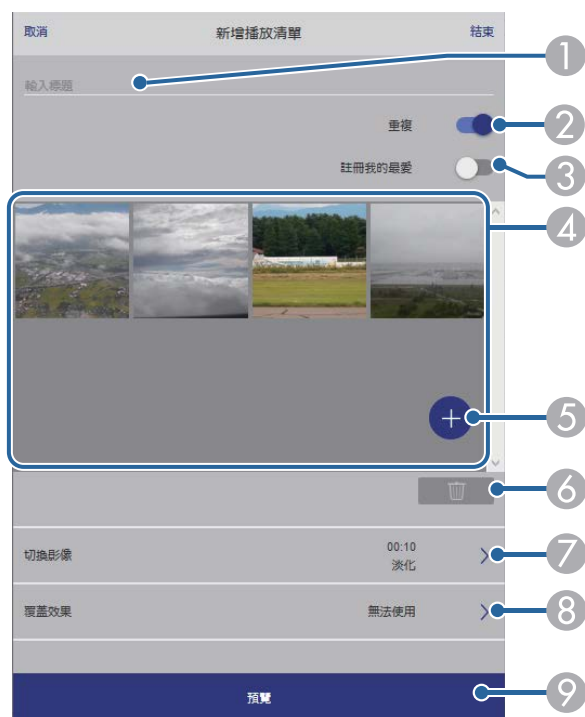 取消 新增播放清單 結束
1
輸入標題
重複
2
註冊我的最愛
3
4
+
5
6
切換影像
00:10
淡化
7
覆蓋效果 無法使用
8
預覽
9